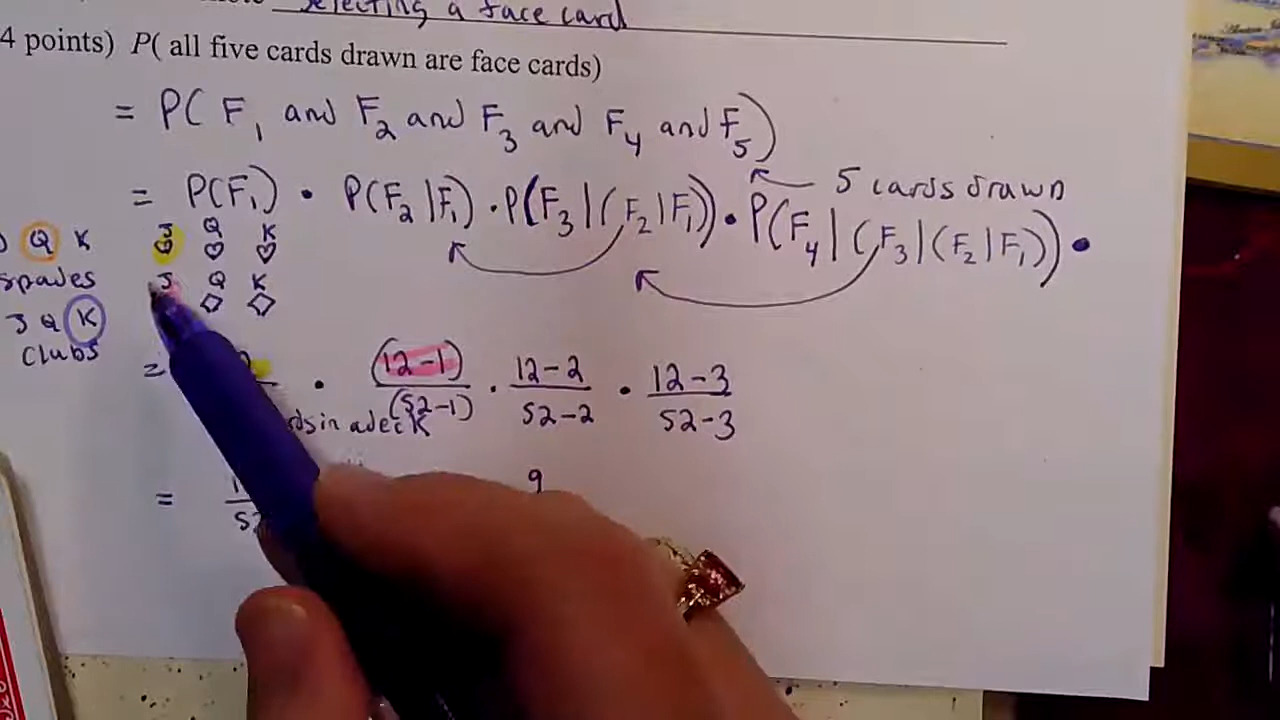 selecting a face card
4 points) P( all five cards drawn are face cards)
= P( F1 and F2 and F3 and F4 and F5)
5 cards drawn
= P(F1) • P(F2|F1) • P(F3|(F2|F1)) • P(F4|(F3|(F2|F1)) •
Q K J Q K
♡ ♡ ♡
spades J Q K
◇ ◇
J Q K
clubs
= • (12-1)/(52-1) • 12-2/52-2 • 12-3/52-3
in a deck
= 9